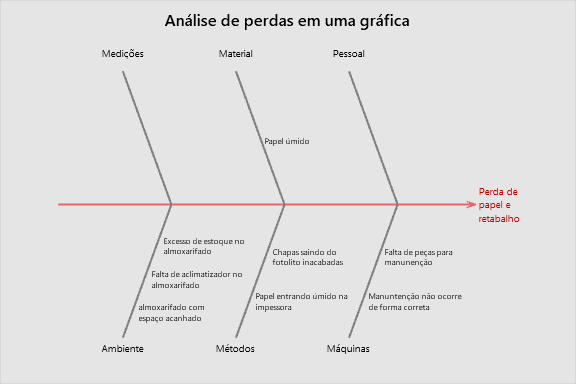 Análise de perdas em uma gráfica
Medições
Material
Pessoal
Papel úmido
Perda de
papel e
retabalho
Excesso de estoque no
almoxarifado
Falta de aclimatizador no
almoxarifado
almoxarifado com
espaço acanhado
Chapas saindo do
fotolito inacabadas
Papel entrando úmido na
impessora
Falta de peças para
manunenção
Manuntenção não ocorre
de forma correta
Ambiente
Métodos
Máquinas